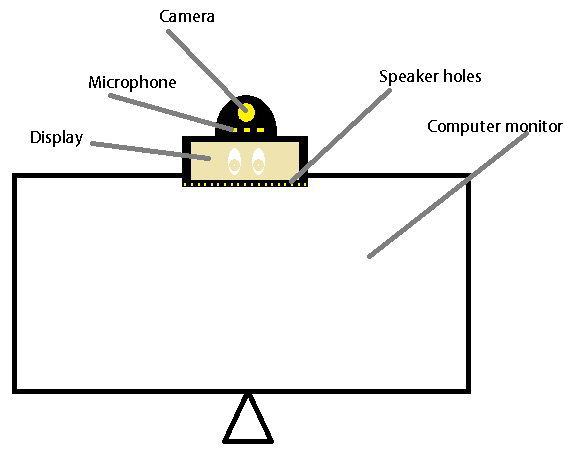 Camera
Microphone
Speaker holes
Display
Computer monitor